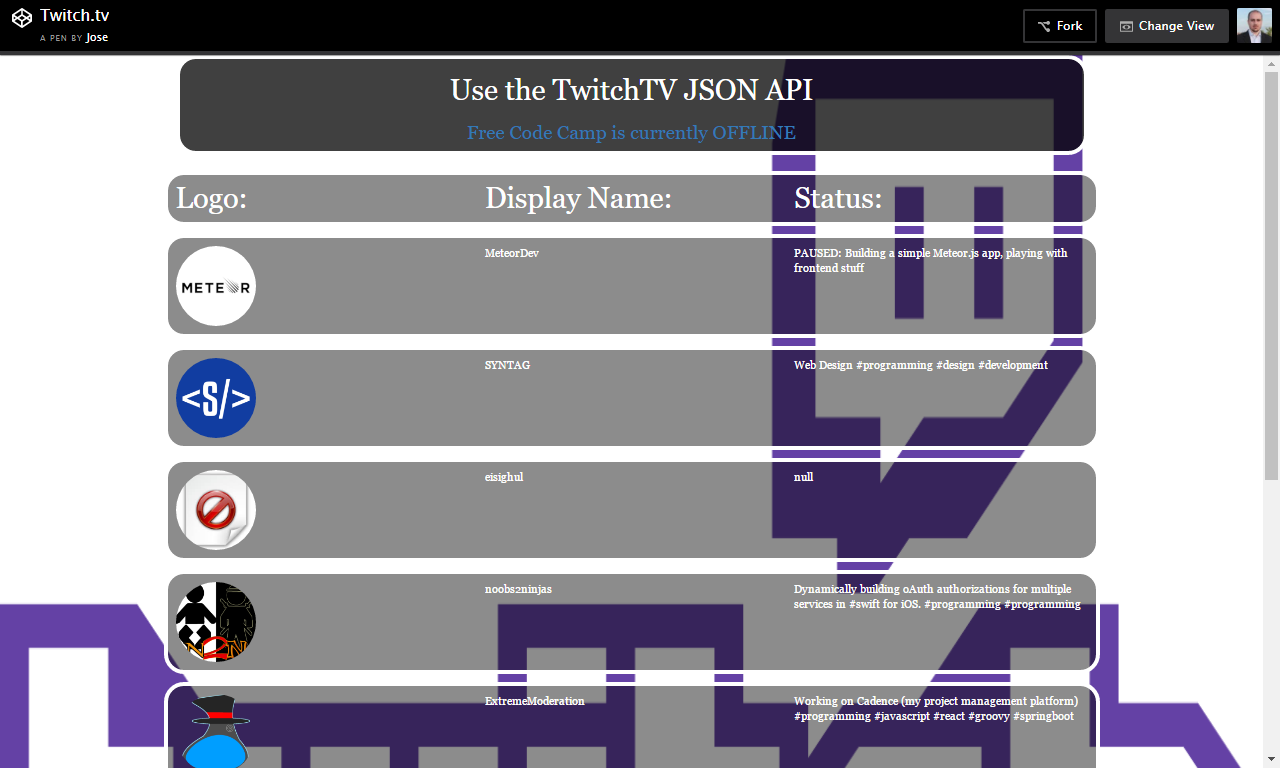 Twitch.tv
A PEN BY Jose
Fork
Change View
Use the TwitchTV JSON API
Free Code Camp is currently OFFLINE
Logo:
Display Name:
Status:
METEOR
MeteorDev
PAUSED: Building a simple Meteor.js app, playing with
frontend stuff
<S/>
SYNTAG
Web Design #programming #design #development
eisighul
null
N2N
noobs2ninjas
Dynamically building oAuth authorizations for multiple
services in #swift for iOS. #programming #programming
ExtremeModeration
Working on Cadence (my project management platform)
#programming #javascript #react #groovy #springboot